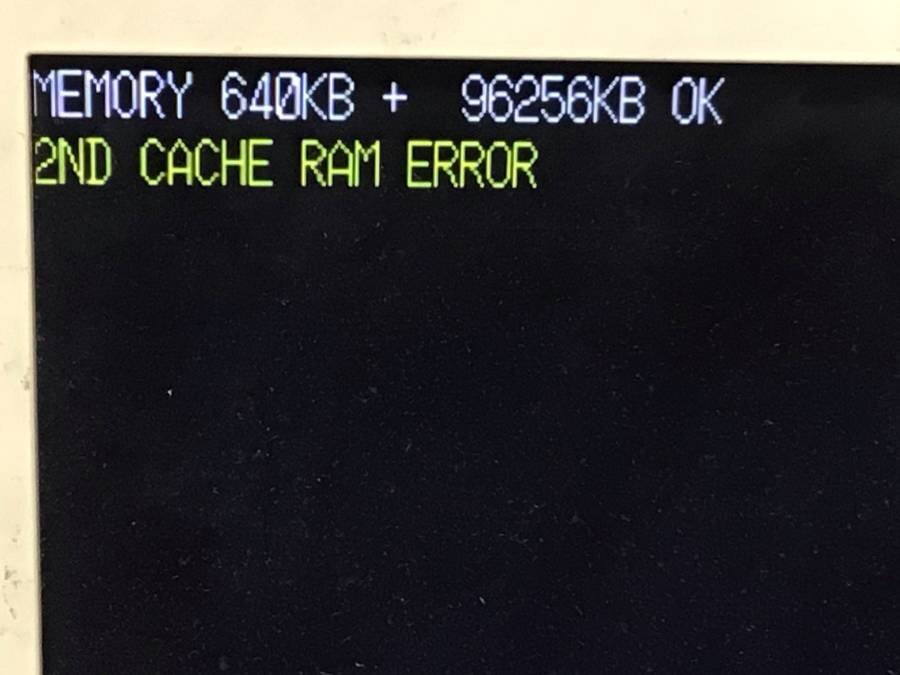 MEMORY 640KB +  96256KB OK
2ND CACHE RAM ERROR